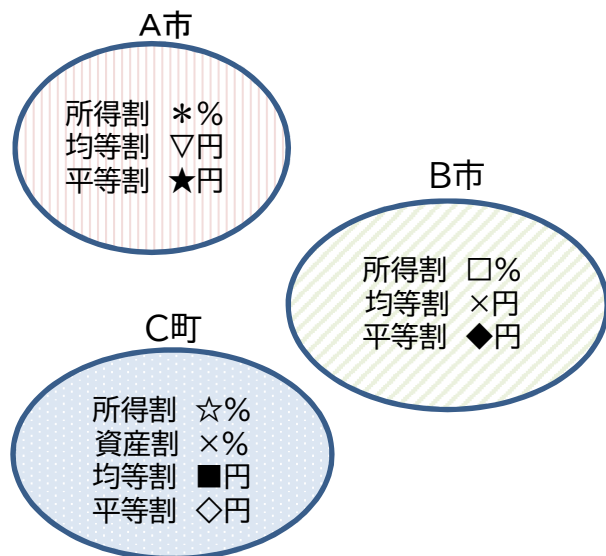 A市
所得割 ＊%
均等割 ▽円
平等割 ★円
B市
所得割 □%
均等割 ×円
平等割 ◆円
C町
所得割 ☆%
資産割 ×%
均等割 ■円
平等割 ◇円